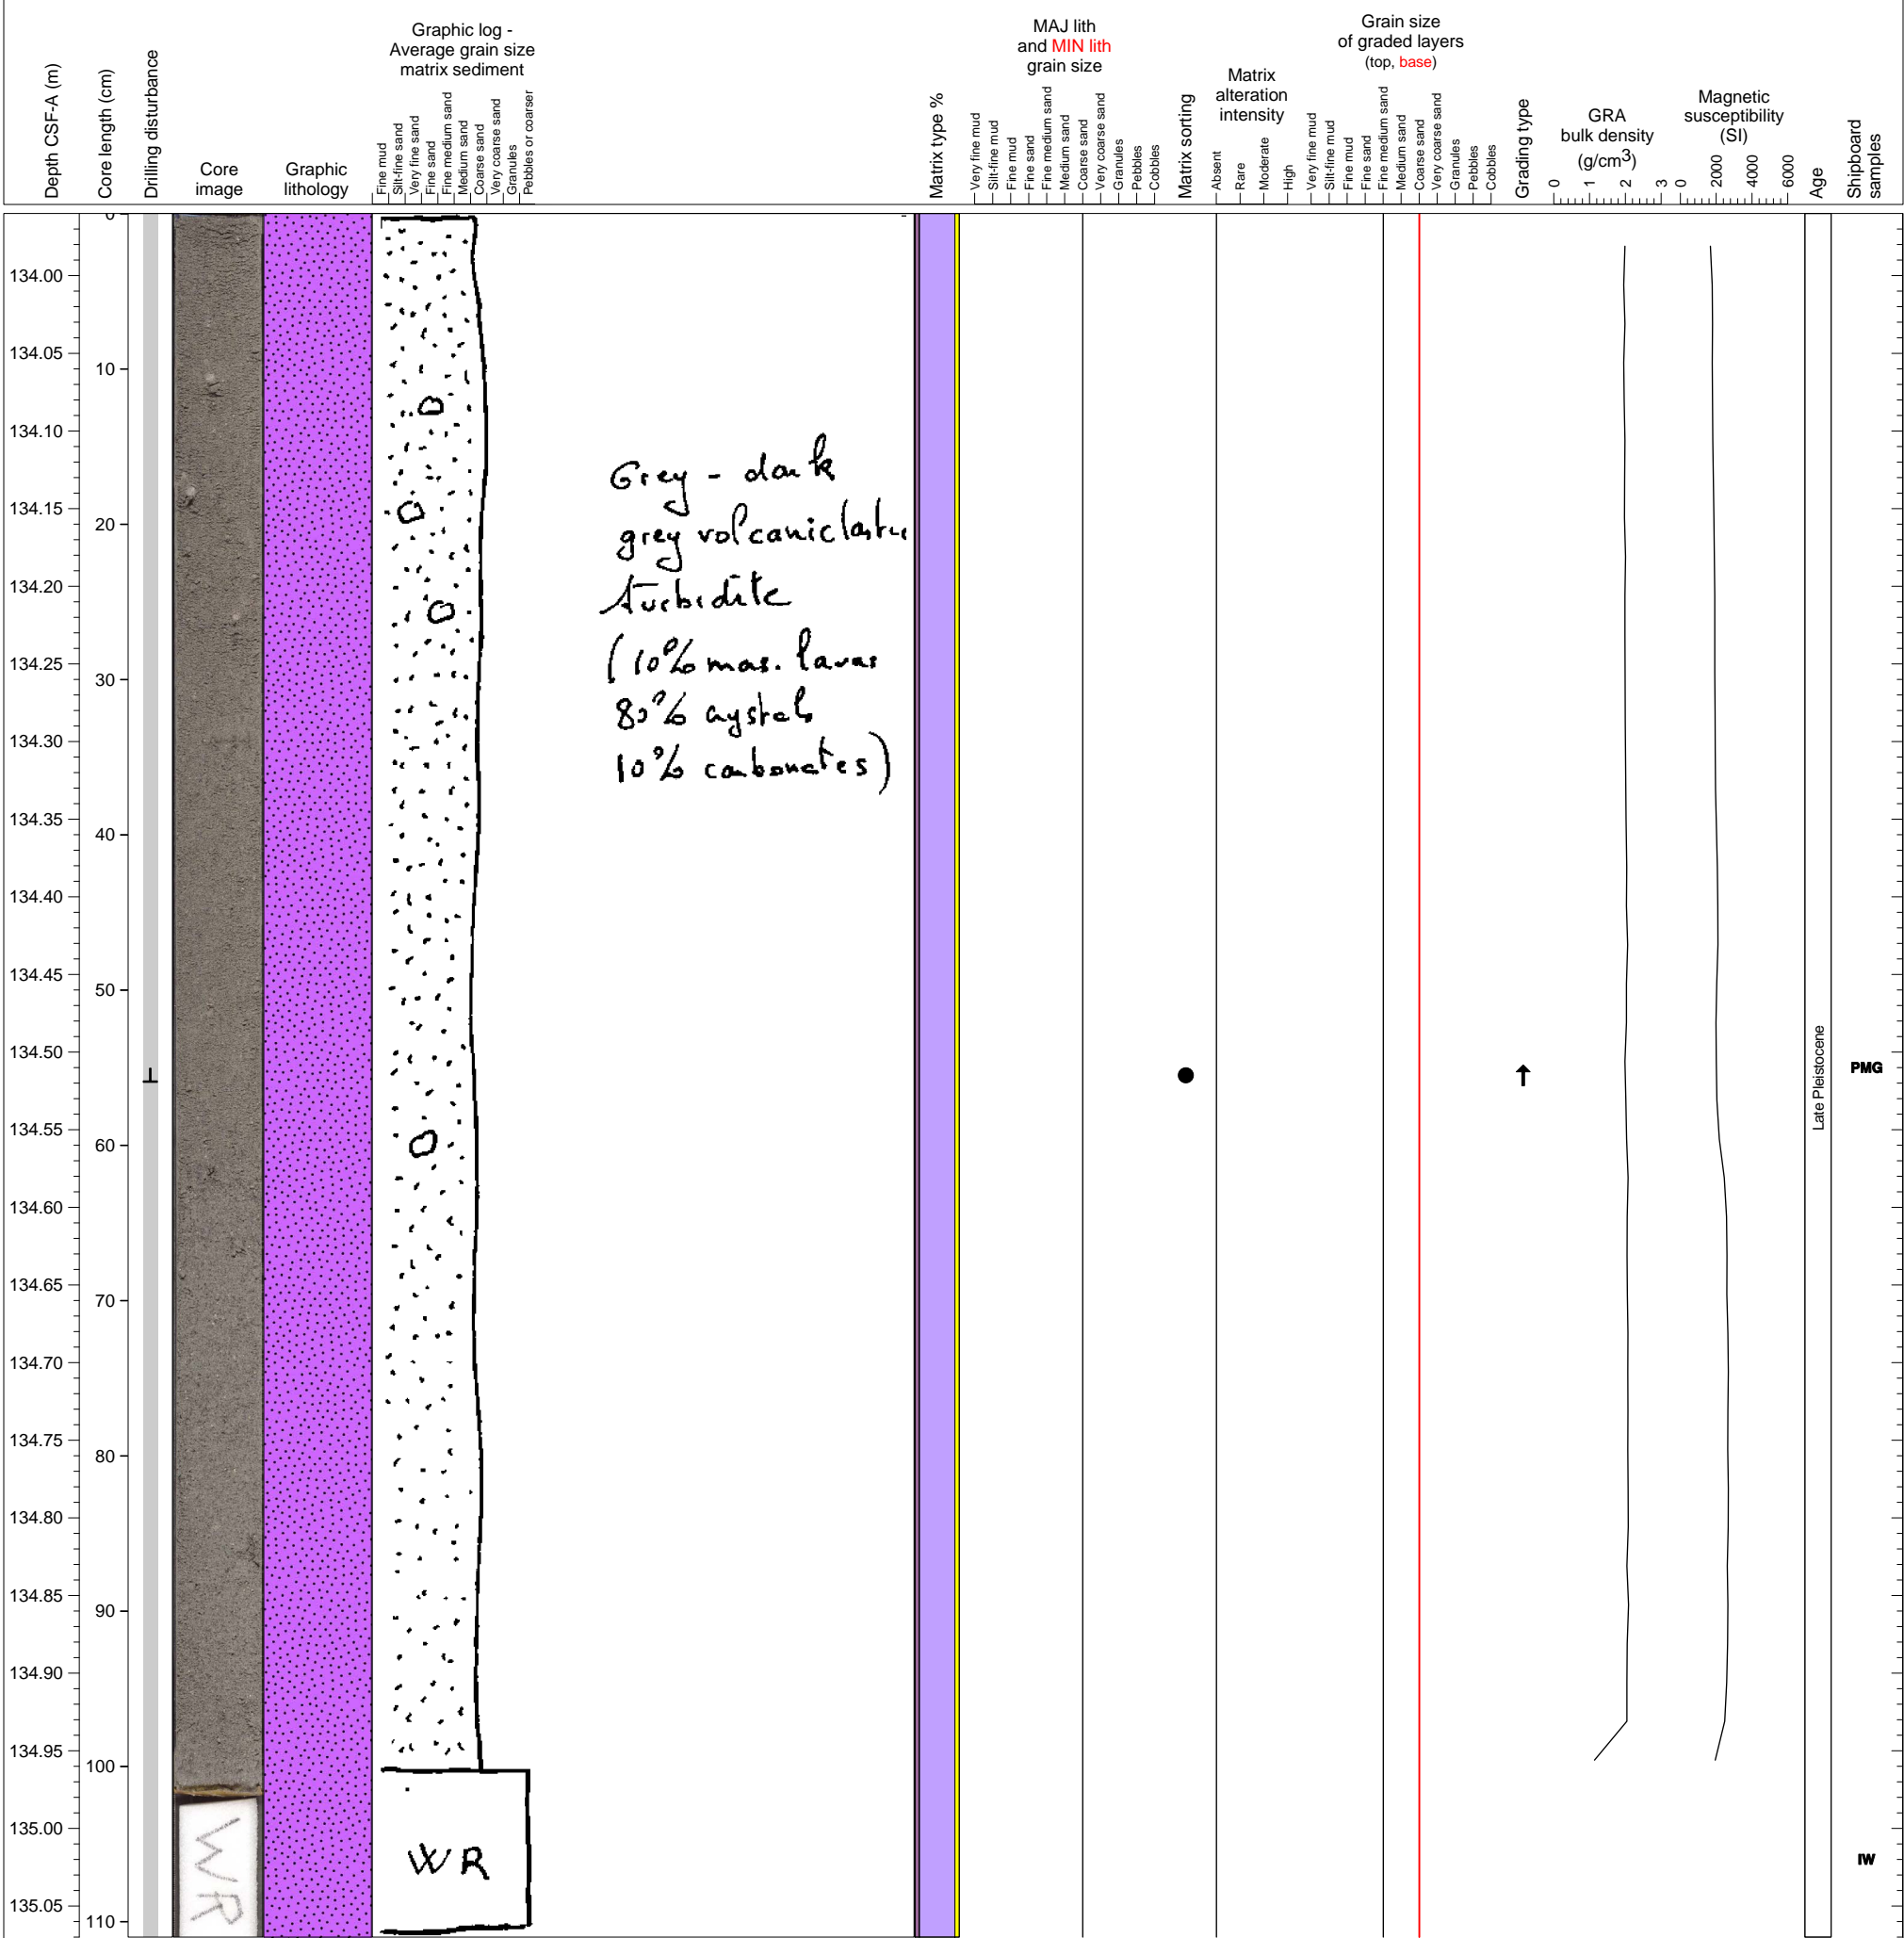 Depth CSF-A (m)
Core length (cm)
Drilling disturbance
Core
image
Graphic
lithology
Graphic log -
Average grain size
matrix sediment
Fine mud
Silt-fine sand
Very fine sand
Fine sand
Fine medium sand
Medium sand
Coarse sand
Very coarse sand
Granules
Pebbles or coarser
Matrix type %
MAJ lith
and MIN lith
grain size
Very fine mud
Silt-fine mud
Fine mud
Fine sand
Fine medium sand
Medium sand
Coarse sand
Very coarse sand
Granules
Pebbles
Cobbles
Matrix sorting
Matrix
alteration
intensity
Absent
Rare
Moderate
High
Grain size
of graded layers
(top, base)
Very fine mud
Silt-fine mud
Fine mud
Fine sand
Fine medium sand
Medium sand
Coarse sand
Very coarse sand
Granules
Pebbles
Cobbles
Grading type
GRA
bulk density
(g/cm3)
0 1 2 3
Magnetic
susceptibility
(SI)
0 2000 4000 6000
Age
Shipboard
samples
0
134.00
134.05
10
134.10
134.15
20
134.20
134.25
30
134.30
134.35
40
134.40
134.45
50
134.50
134.55
60
134.60
134.65
70
134.70
134.75
80
134.80
134.85
90
134.90
134.95
100
135.00
135.05
110
Grey - dark
grey volcaniclastic
turbidite
(10% mas. lavas
80% crystals
10% carbonates)
WR
WR
Late Pleistocene
PMG
IW